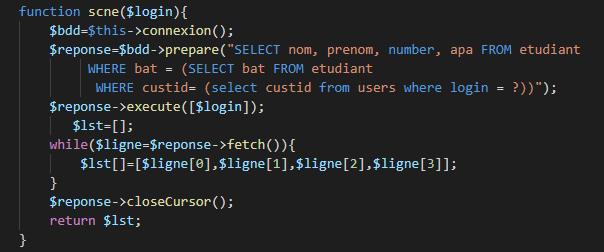 function scne($login){
$bdd=$this->connexion();
$reponse=$bdd->prepare("SELECT nom, prenom, number, apa FROM etudiant
WHERE bat = (SELECT bat FROM etudiant
WHERE custid= (select custid from users where login = ?))");
$reponse->execute([$login]);
$lst=[];
while($ligne=$reponse->fetch()){
$lst[]=[$ligne[0],$ligne[1],$ligne[2],$ligne[3]];
}
$reponse->closeCursor();
return $lst;
}